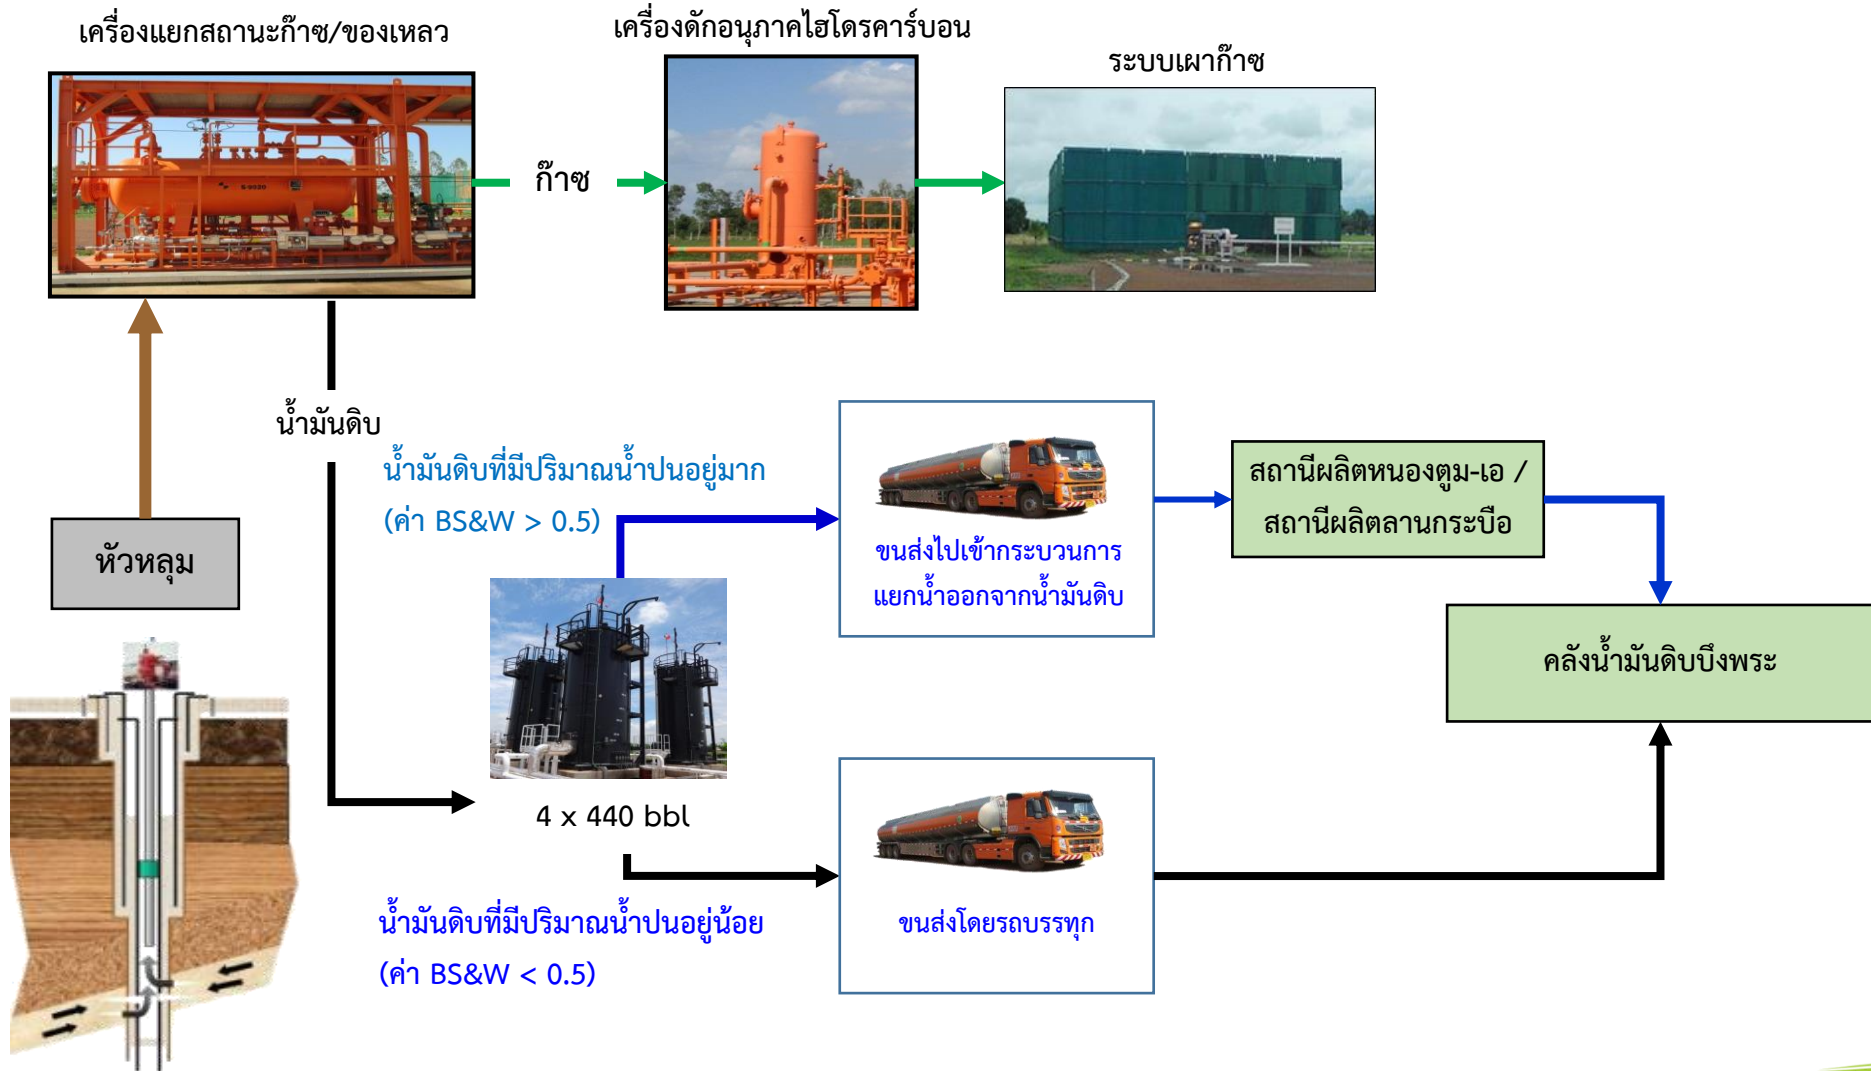 เครื่องแยกสถานะก๊าซ/ของเหลว
เครื่องดักอนุภาคไฮโดรคาร์บอน
ระบบเผาก๊าซ
S-9020
ก๊าซ
น้ำมันดิบ
น้ำมันดิบที่มีปริมาณน้ำปนอยู่มาก
(ค่า BS&W > 0.5)
หัวหลุม
ขนส่งไปเข้ากระบวนการ
แยกน้ำออกจากน้ำมันดิบ
สถานีผลิตหนองตูม-เอ /
สถานีผลิตลานกระบือ
คลังน้ำมันดิบบึงพระ
4 x 440 bbl
น้ำมันดิบที่มีปริมาณน้ำปนอยู่น้อย
(ค่า BS&W < 0.5)
ขนส่งโดยรถบรรทุก